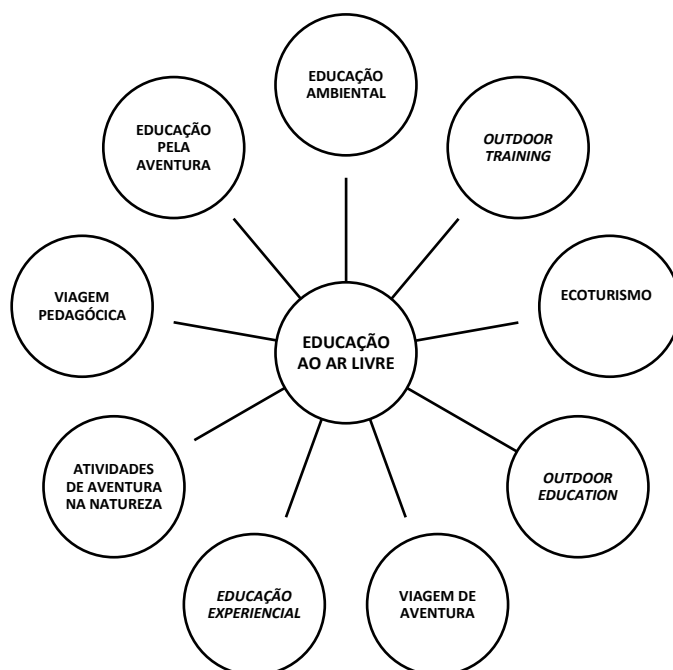 EDUCAÇÃO
AMBIENTAL
OUTDOOR
TRAINING
ECOTURISMO
OUTDOOR
EDUCATION
VIAGEM DE
AVENTURA
EDUCAÇÃO
EXPERIENCIAL
ATIVIDADES
DE AVENTURA
NA NATUREZA
VIAGEM
PEDAGÓCICA
EDUCAÇÃO
PELA
AVENTURA
EDUCAÇÃO
AO AR LIVRE